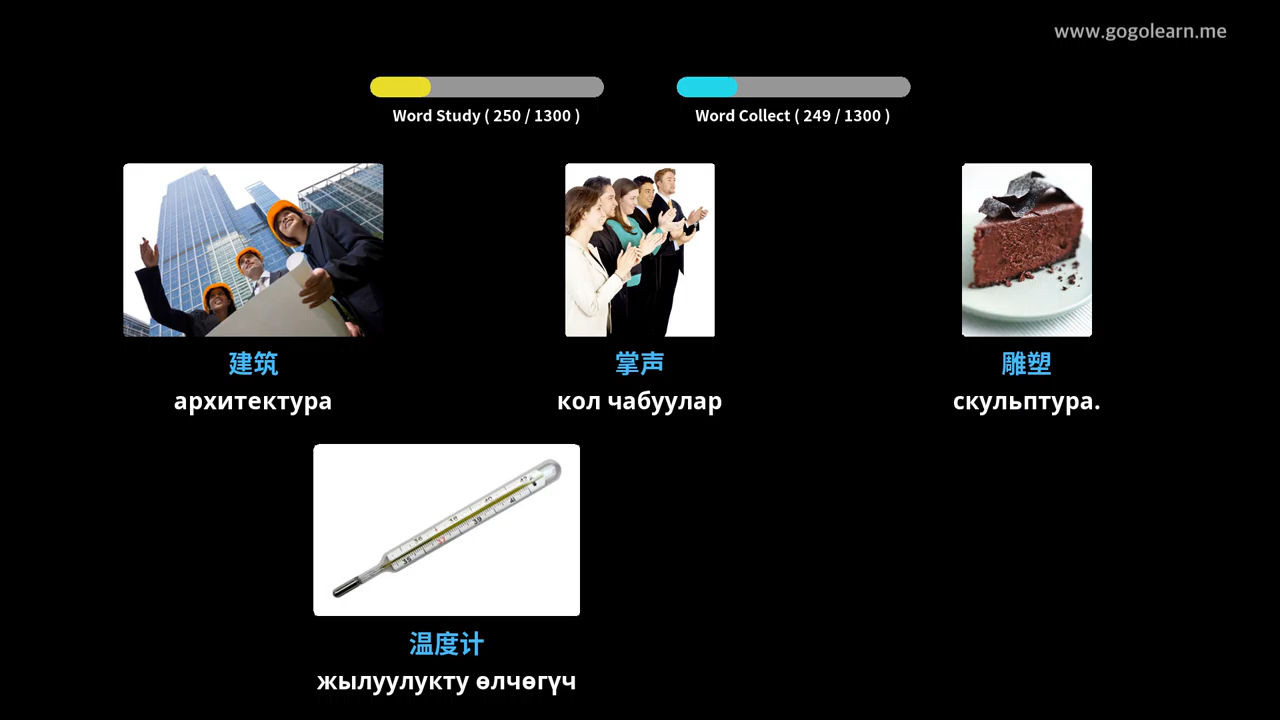 www.gogolearn.me
Word Study ( 250 / 1300 )
Word Collect ( 249 / 1300 )
建筑
掌声
雕塑
архитектура
кол чабуулар
скульптура.
温度计
жылуулукту өлчөгүч